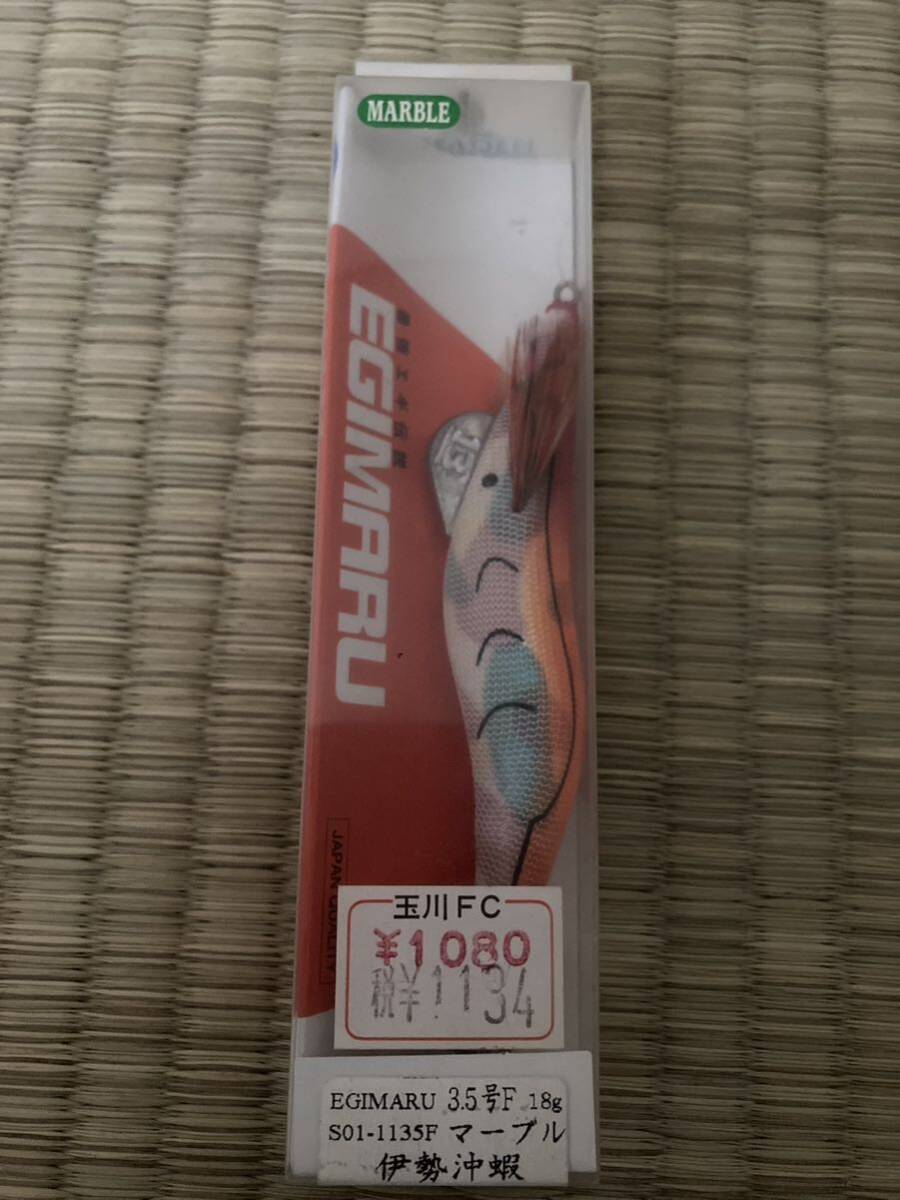 MARBLE
EGIMARU
JAPAN QUALITY
13
玉川FC
¥1080
税¥1134
EGIMARU 3.5号F 18g
S01-1135F マーブル
伊勢沖蝦